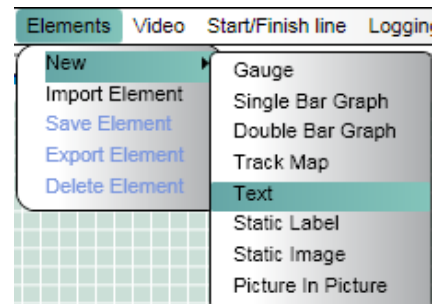 Elements Video Start/Finish line Logging
New
Import Element
Save Element
Export Element
Delete Element
Gauge
Single Bar Graph
Double Bar Graph
Track Map
Text
Static Label
Static Image
Picture In Picture